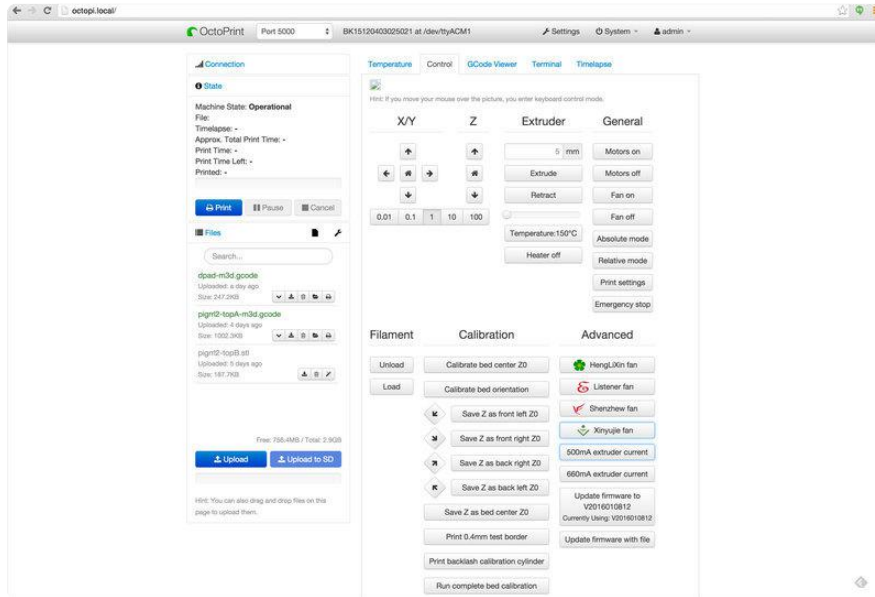 octopi.local/
OctoPrint Port 5000 BK15120403025021 at /dev/ttyACM1 Settings System admin
Connection
State
Machine State: Operational
File:
Timelapse: -
Approx. Total Print Time: -
Print Time: -
Print Time Left: -
Printed: -
Print Pause Cancel
Files
Search...
dpad-m3d.gcode
Uploaded: a day ago
Size: 247.2KB
pigrrl2-topA-m3d.gcode
Uploaded: 4 days ago
Size: 1002.3KB
pigrrl2-topB.stl
Uploaded: 5 days ago
Size: 187.7KB
Free: 756.4MB / Total: 2.9GB
Upload Upload to SD
Hint: You can also drag and drop files on this
page to upload them.
Temperature Control GCode Viewer Terminal Timelapse
Hint: If you move your mouse over the picture, you enter keyboard control mode.
X/Y Z Extruder General
0.01 0.1 1 10 100
5 mm
Extrude
Retract
Temperature:150°C
Heater off
Motors on
Motors off
Fan on
Fan off
Absolute mode
Relative mode
Print settings
Emergency stop
Filament Calibration Advanced
Unload
Load
Calibrate bed center Z0
Calibrate bed orientation
Save Z as front left Z0
Save Z as front right Z0
Save Z as back right Z0
Save Z as back left Z0
Save Z as bed center Z0
Print 0.4mm test border
Print backlash calibration cylinder
Run complete bed calibration
HengLiXin fan
Listener fan
Shenzhew fan
Xinyujie fan
500mA extruder current
660mA extruder current
Update firmware to
V2016010812
Currently Using: V2016010812
Update firmware with file